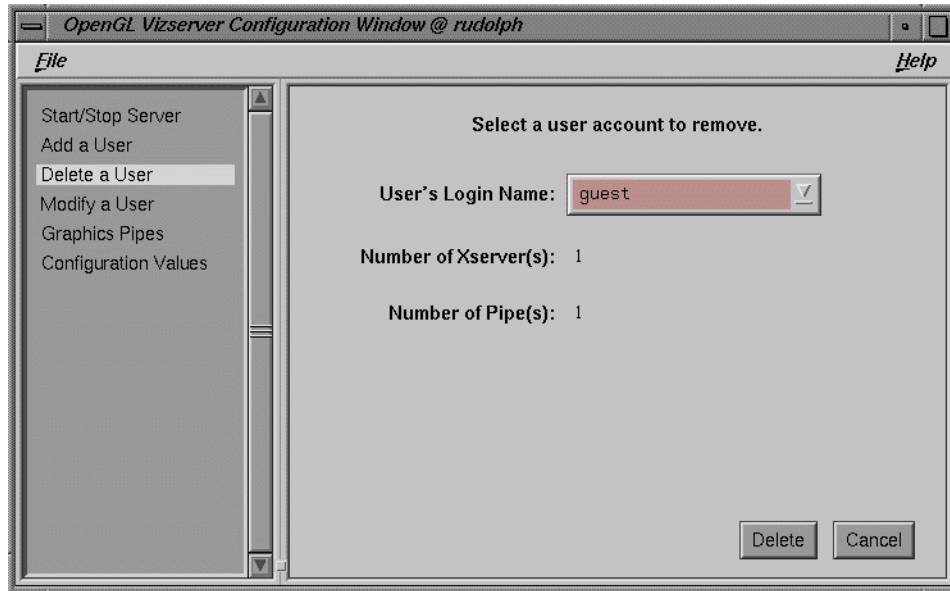 OpenGL Vizserver Configuration Window @ rudolph
File Help
Start/Stop Server
Add a User
Delete a User
Modify a User
Graphics Pipes
Configuration Values
Select a user account to remove.
User's Login Name: guest
Number of Xserver(s): 1
Number of Pipe(s): 1
Delete Cancel